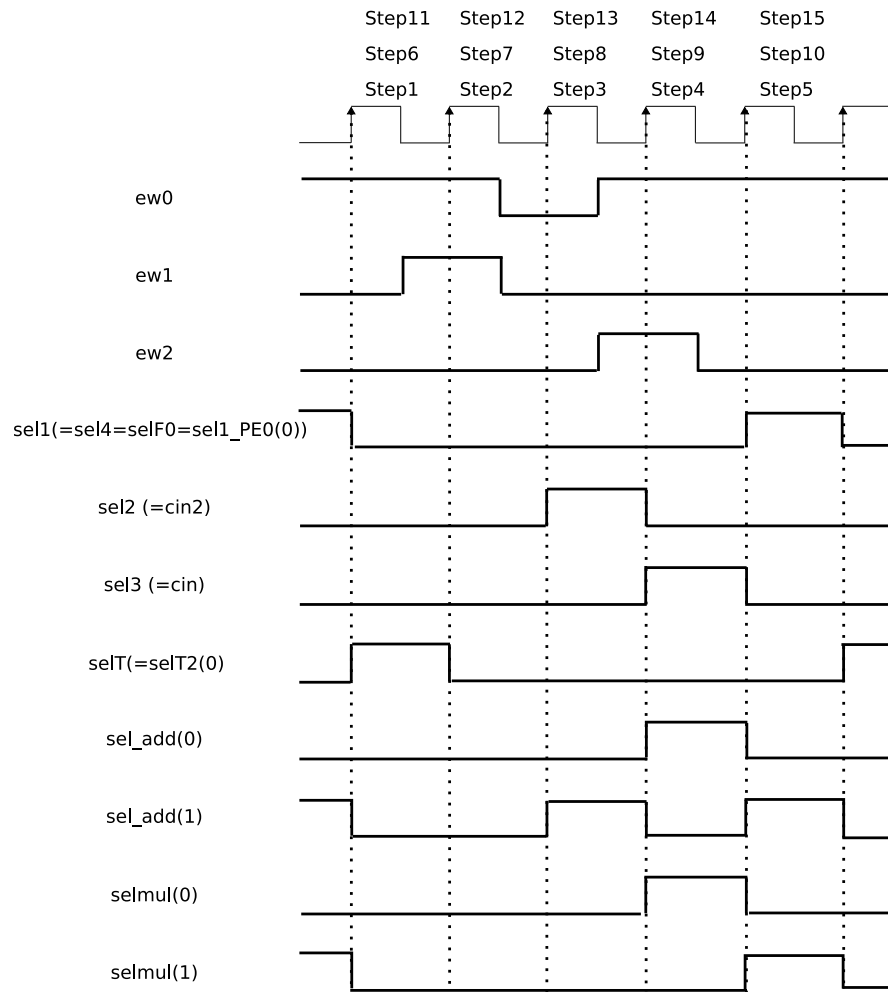 Step11 Step12 Step13 Step14 Step15
Step6 Step7 Step8 Step9 Step10
Step1 Step2 Step3 Step4 Step5
ew0
ew1
ew2
sel1(=sel4=selF0=sel1_PE0(0))
sel2 (=cin2)
sel3 (=cin)
selT(=selT2(0)
sel_add(0)
sel_add(1)
selmul(0)
selmul(1)